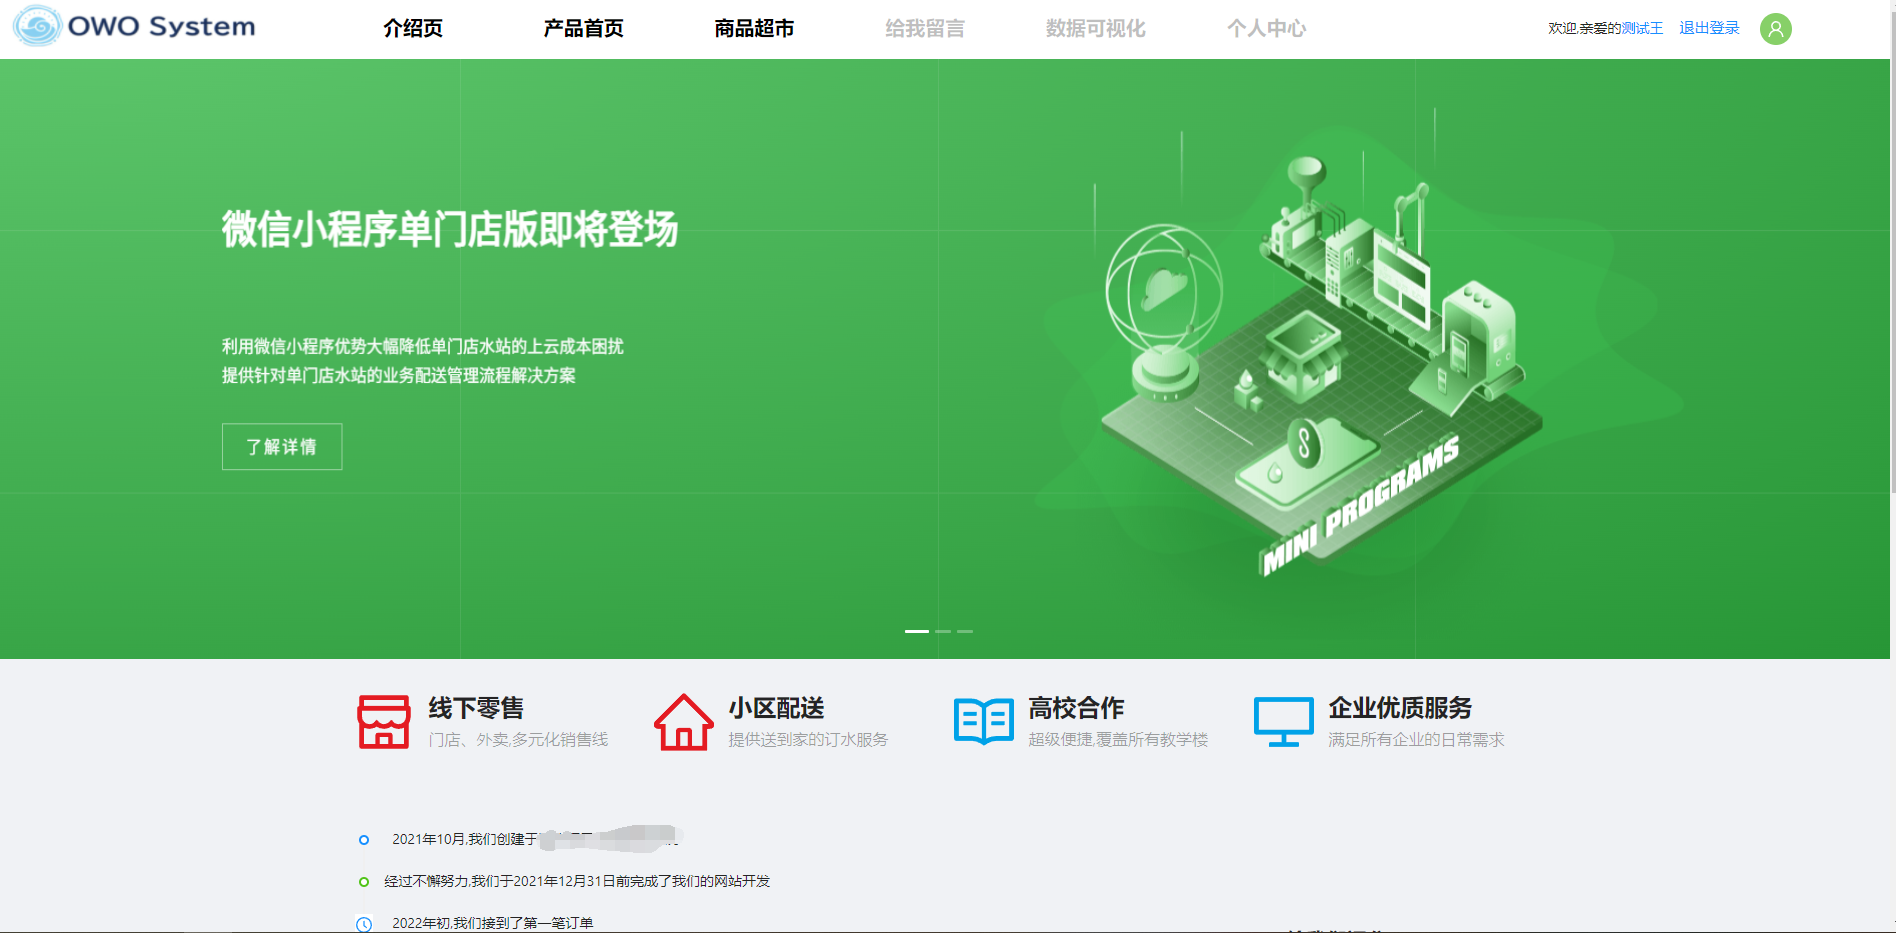 OWO System
介绍页
产品首页
商品超市
给我留言
数据可视化
个人中心
欢迎,亲爱的测试王
退出登录
微信小程序单门店版即将登场
利用微信小程序优势大幅降低单门店水站的上云成本困扰
提供针对单门店水站的业务配送管理流程解决方案
了解详情
MINI PROGRAMS
线下零售
门店、外卖,多元化销售线
小区配送
提供送到家的订水服务
高校合作
超级便捷,覆盖所有教学楼
企业优质服务
满足所有企业的日常需求
2021年10月,我们创建于
经过不懈努力,我们于2021年12月31日前完成了我们的网站开发
2022年初,我们接到了第一笔订单